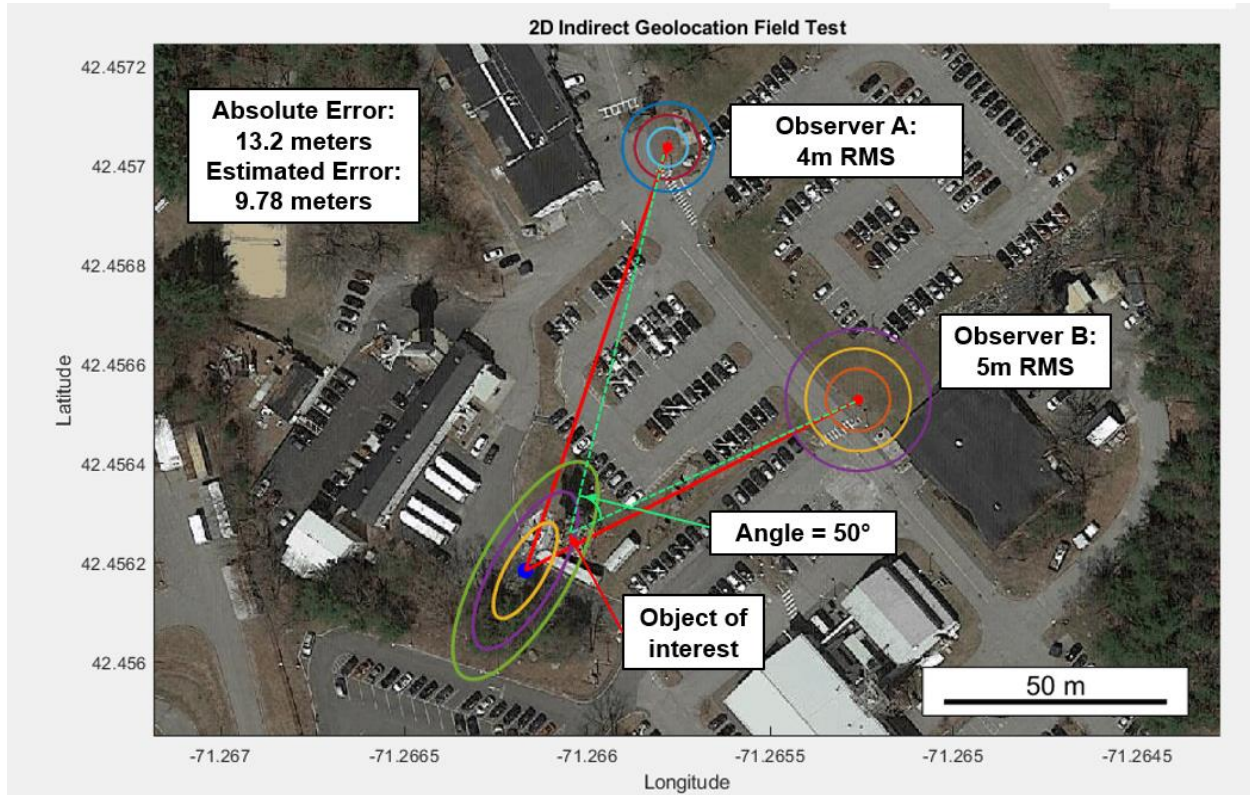 2D Indirect Geolocation Field Test
42.4572
42.457
42.4568
42.4566
42.4564
42.4562
42.456
Latitude
Absolute Error:
13.2 meters
Estimated Error:
9.78 meters
Observer A:
4m RMS
Observer B:
5m RMS
Angle = 50°
Object of
interest
50 m
-71.267
-71.2665
-71.266
-71.2655
-71.265
-71.2645
Longitude